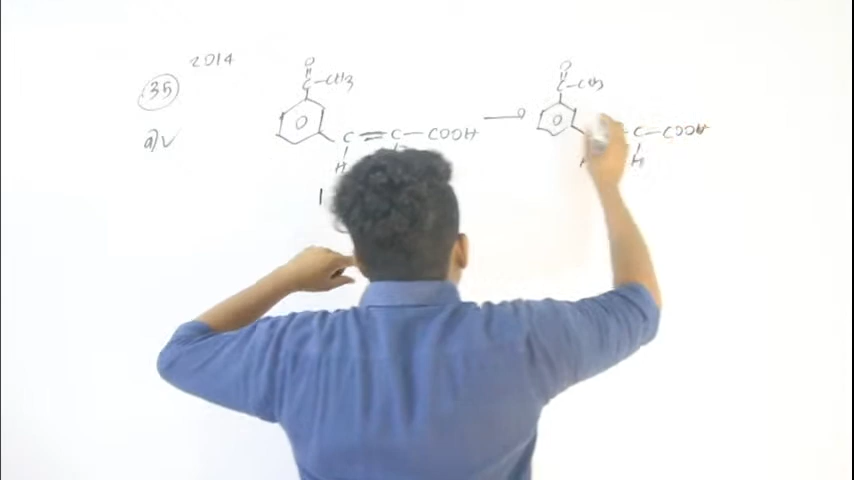 2014
35
a) ✓
O
||
C-CH3
C=C-COOH
H
O
||
C-CH3
C-COOH
H